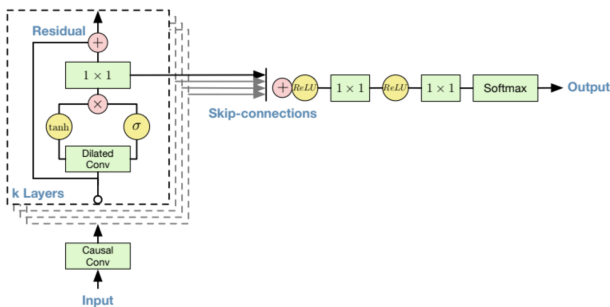 Residual
+
1 × 1
×
tanh
σ
Dilated
Conv
k Layers
Causal
Conv
Input
Skip-connections
+
ReLU
1 × 1
ReLU
1 × 1
Softmax
Output